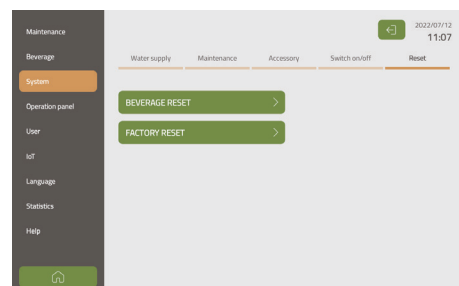 Maintenance
Beverage
System
Operation panel
User
IoT
Language
Statistics
Help
2022/07/12
11:07
Water supply
Maintenance
Accessory
Switch on/off
Reset
BEVERAGE RESET
FACTORY RESET